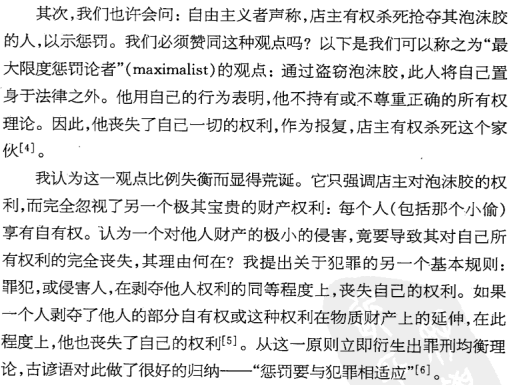 其次，我们也许会问：自由主义者声称，店主有权杀死抢夺其泡沫胶
的人，以示惩罚。我们必须赞同这种观点吗？以下是我们可以称之为“最
大限度惩罚论者”(maximalist)的观点：通过盗窃泡沫胶，此人将自己置
身于法律之外。他用自己的行为表明，他不持有或不尊重正确的所有权
理论。因此，他丧失了自己一切的权利，作为报复，店主有权杀死这个家
伙[4]。
我认为这一观点比例失衡而显得荒诞。它只强调店主对泡沫胶的权
利，而完全忽视了另一个极其宝贵的财产权利：每个人(包括那个小偷)
享有自有权。认为一个对他人财产的极小的侵害，竟要导致其对自己所
有权利的完全丧失，其理由何在？我提出关于犯罪的另一个基本规则：
罪犯，或侵害人，在剥夺他人权利的同等程度上，丧失自己的权利。如果
一个人剥夺了他人的部分自有权或这种权利在物质财产上的延伸，在此
程度上，他也丧失了自己的权利[5]。从这一原则立即衍生出罪刑均衡理
论，古谚语对此做了很好的归纳——“惩罚要与犯罪相适应”[6]。